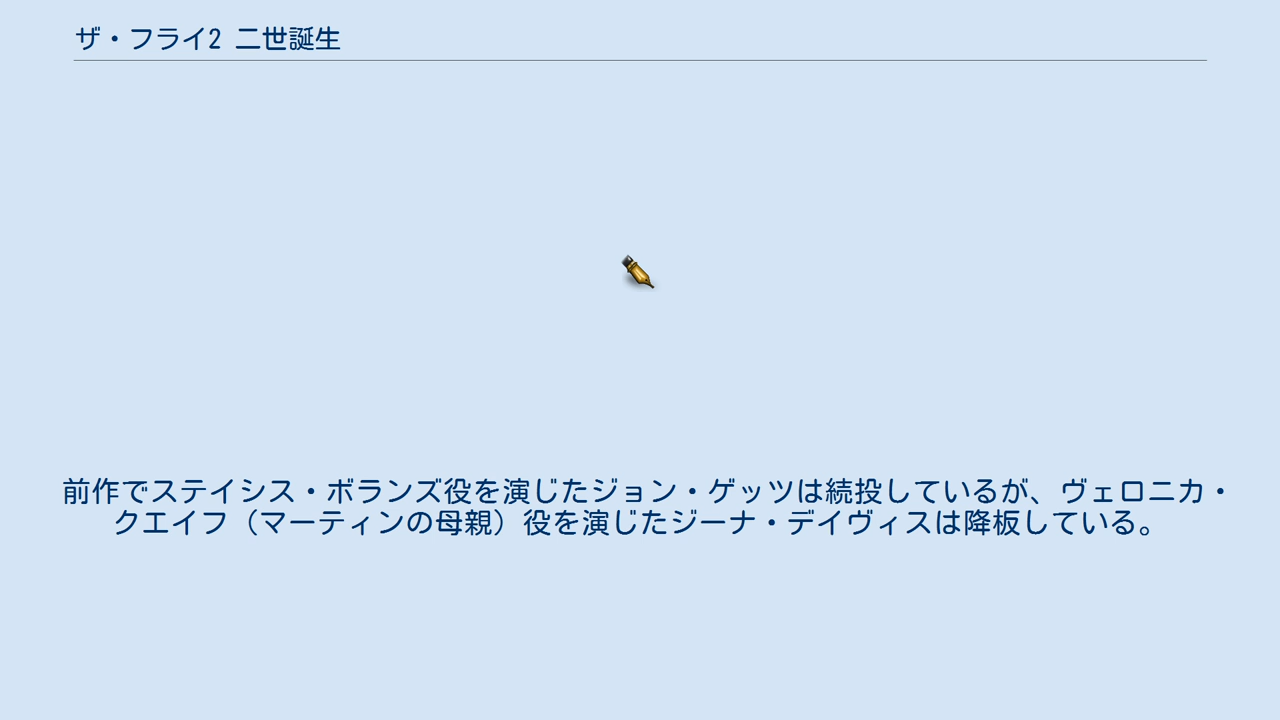 ザ・フライ2 二世誕生
前作でステイシス・ボランズ役を演じたジョン・ゲッツは続投しているが、ヴェロニカ・
クエイフ（マーティンの母親）役を演じたジーナ・デイヴィスは降板している。